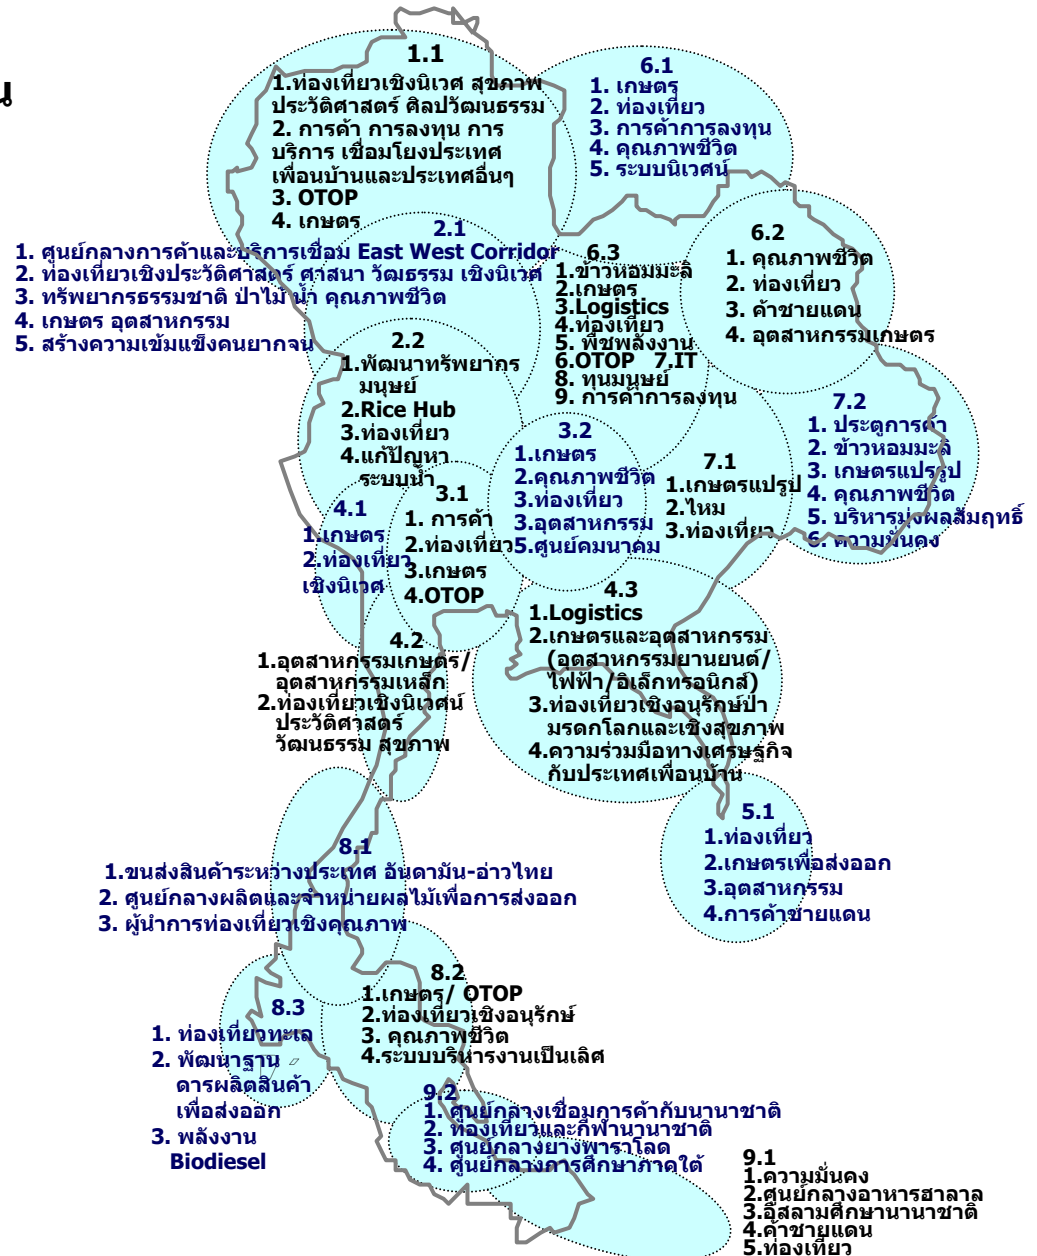 น
1.1
1.ท่องเที่ยวเชิงนิเวศ สุขภาพ
ประวัติศาสตร์ ศิลปวัฒนธรรม
2. การค้า การลงทุน การ
บริการ เชื่อมโยงประเทศ
เพื่อนบ้านและประเทศอื่นๆ
3. OTOP
4. เกษตร
6.1
1. เกษตร
2. ท่องเที่ยว
3. การค้าการลงทุน
4. คุณภาพชีวิต
5. ระบบนิเวศน์
2.1
1. ศูนย์กลางการค้าและบริการเชื่อม East West Corridor
2. ท่องเที่ยวเชิงประวัติศาสตร์ ศาสนา วัฒธรรม เชิงนิเวศ
3. ทรัพยากรธรรมชาติ ป่าไม้ น้ำ คุณภาพชีวิต
4. เกษตร อุตสาหกรรม
5. สร้างความเข้มแข็งคนยากจน
6.3
1.ข้าวหอมมะลิ
2.เกษตร
3.Logistics
4.ท่องเที่ยว
5. พืชพลังงาน
6.OTOP 7.IT
8. ทุนมนุษย์
9. การค้าการลงทุน
6.2
1. คุณภาพชีวิต
2. ท่องเที่ยว
3. ค้าชายแดน
4. อุตสาหกรรมเกษตร
2.2
1.พัฒนาทรัพยากร
มนุษย์
2.Rice Hub
3.ท่องเที่ยว
4.แก้ปัญหา
ระบบน้ำ
7.2
1. ประตูการค้า
2. ข้าวหอมมะลิ
3. เกษตรแปรรูป
4. คุณภาพชีวิต
5. บริหารมุ่งผลสัมฤทธิ์
6. ความมั่นคง
3.2
1.เกษตร
2.คุณภาพชีวิต
3.ท่องเที่ยว
3.อุตสาหกรรม
5.ศูนย์คมนาคม
7.1
1.เกษตรแปรูป
2.ไหม
3.ท่องเที่ยว
3.1
1. การค้า
2.ท่องเที่ยว
3.เกษตร
4.OTOP
4.1
1.เกษตร
2.ท่องเที่ยว
เชิงนิเวศ
4.3
1.Logistics
2.เกษตรและอุตสาหกรรม
(อุตสาหกรรมยานยนต์/
ไฟฟ้า/อิเล็กทรอนิกส์)
3.ท่องเที่ยวเชิงอนุรักษ์ป่า
มรดกโลกและเชิงสุขภาพ
4.ความร่วมมือทางเศรษฐกิจ
กับประเทศเพื่อนบ้าน
4.2
1.อุตสาหกรรมเกษตร/
อุตสาหกรรมเหล็ก
2.ท่องเที่ยวเชิงนิเวศน์
ประวัติศาสตร์
วัฒนธรรม สุขภาพ
5.1
1.ท่องเที่ยว
2.เกษตรเพื่อส่งออก
3.อุตสาหกรรม
4.การค้าชายแดน
8.1
1.ขนส่งสินค้าระหว่างประเทศ อันดามัน-อ่าวไทย
2. ศูนย์กลางผลิตและจำหน่ายผลไม้เพื่อการส่งออก
3. ผู้นำการท่องเที่ยวเชิงคุณภาพ
8.2
1.เกษตร/ OTOP
2.ท่องเที่ยวเชิงอนุรักษ์
3. คุณภาพชีวิต
4.ระบบบริหารงานเป็นเลิศ
8.3
1. ท่องเที่ยวทะเล
2. พัฒนาฐาน
ดารผลิตสินค้า
เพื่อส่งออก
3. พลังงาน
Biodiesel
9.2
1. ศูนย์กลางเชื่อมการค้ากับนานาชาติ
2. ท่องเที่ยวและกีฬานานาชาติ
3. ศูนย์กลางยางพาราโลด
4. ศูนย์กลางการศึกษาภาดใต้
9.1
1.ความมั่นคง
2.ศูนย์กลางอาหารฮาลาล
3.อิสลามศึกษานานาชาติ
4.ค้าชายแดน
5.ท่องเที่ยว